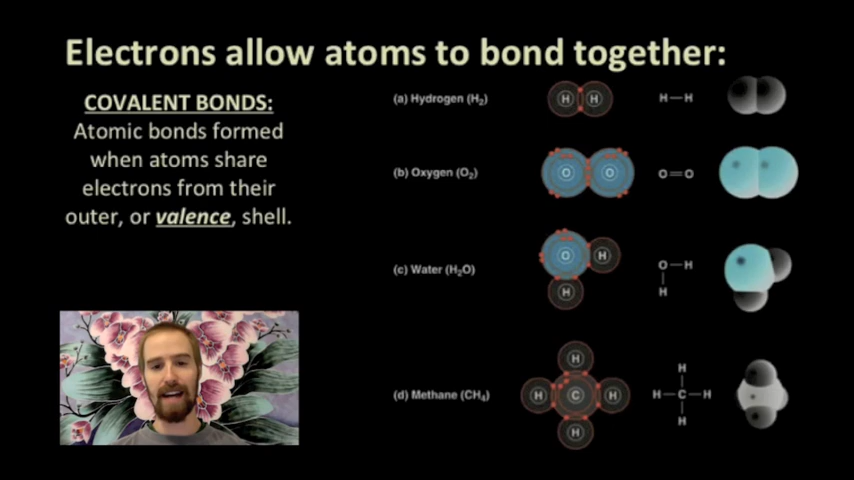 Electrons allow atoms to bond together:
COVALENT BONDS:
Atomic bonds formed
when atoms share
electrons from their
outer, or valence, shell.
(a) Hydrogen (H₂)
H H
H—H
(b) Oxygen (O₂)
O O
O=O
(c) Water (H₂O)
O H
H
O—H
|
H
(d) Methane (CH₄)
H
H C H
H
H
|
H—C—H
|
H